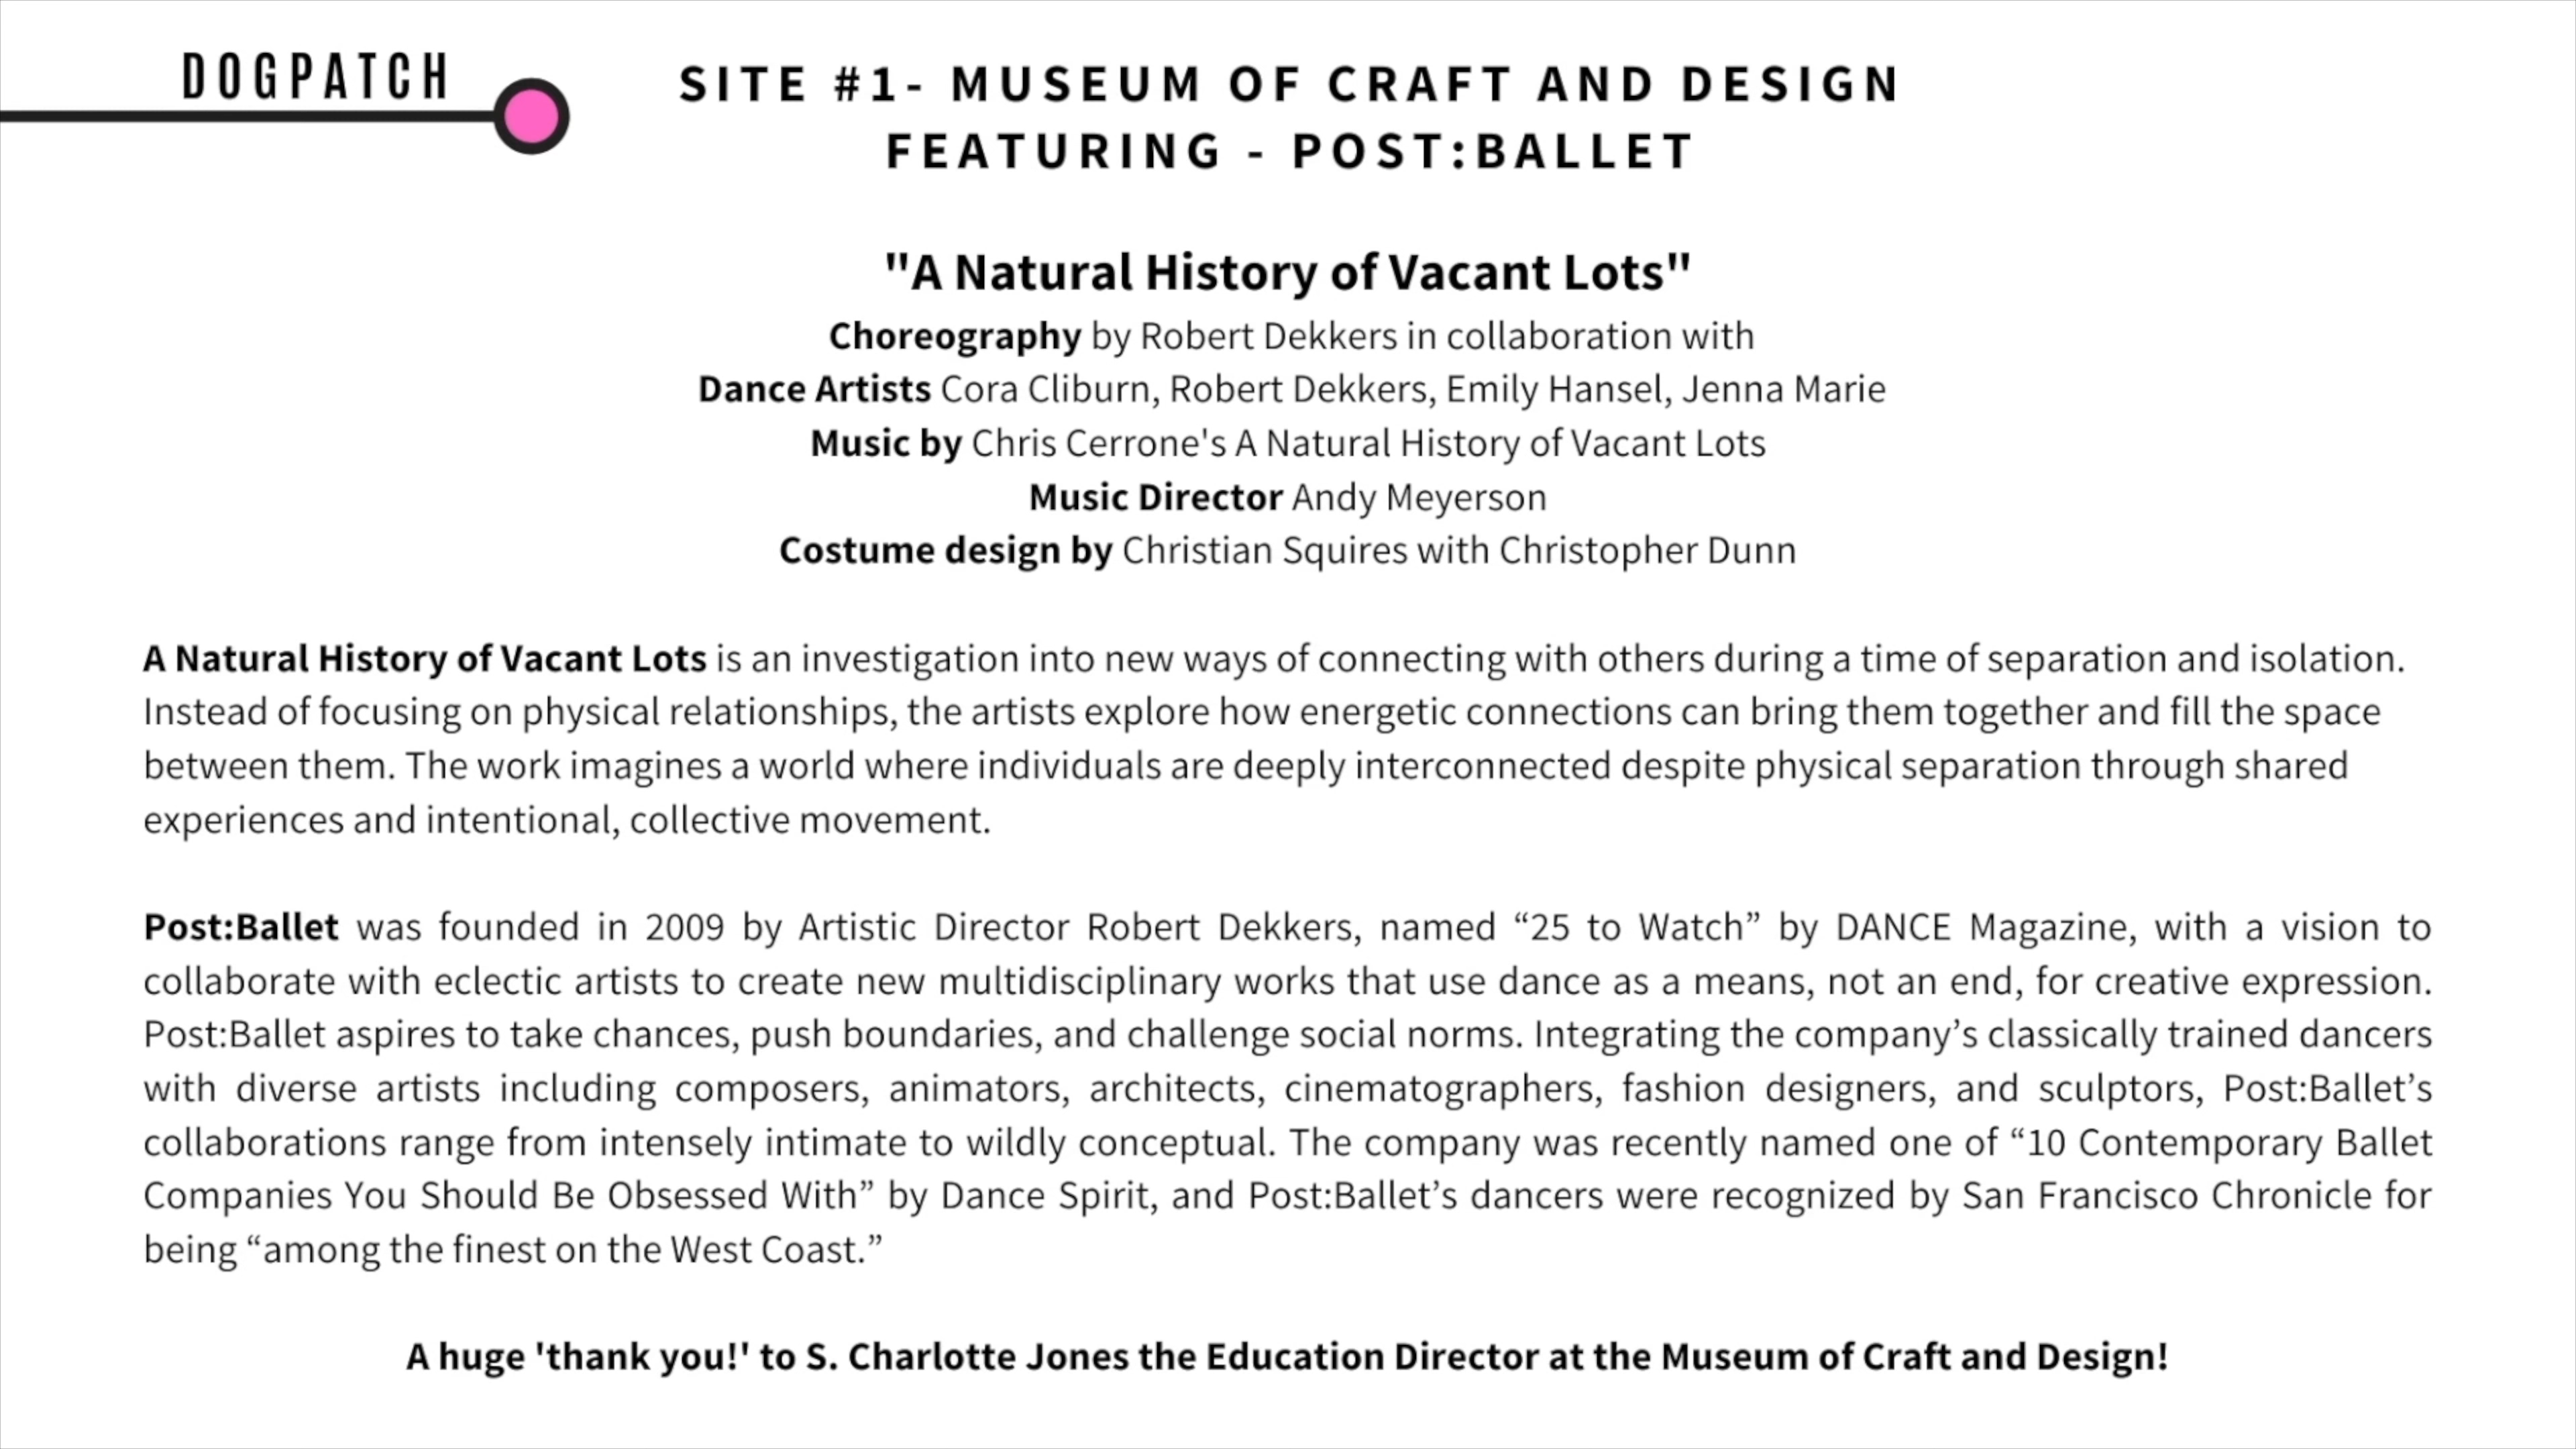 DOGPATCH
SITE #1- MUSEUM OF CRAFT AND DESIGN
FEATURING - POST:BALLET
"A Natural History of Vacant Lots"
Choreography by Robert Dekkers in collaboration with
Dance Artists Cora Cliburn, Robert Dekkers, Emily Hansel, Jenna Marie
Music by Chris Cerrone's A Natural History of Vacant Lots
Music Director Andy Meyerson
Costume design by Christian Squires with Christopher Dunn
A Natural History of Vacant Lots is an investigation into new ways of connecting with others during a time of separation and isolation.
Instead of focusing on physical relationships, the artists explore how energetic connections can bring them together and fill the space
between them. The work imagines a world where individuals are deeply interconnected despite physical separation through shared
experiences and intentional, collective movement.
Post:Ballet was founded in 2009 by Artistic Director Robert Dekkers, named “25 to Watch” by DANCE Magazine, with a vision to
collaborate with eclectic artists to create new multidisciplinary works that use dance as a means, not an end, for creative expression.
Post:Ballet aspires to take chances, push boundaries, and challenge social norms. Integrating the company’s classically trained dancers
with diverse artists including composers, animators, architects, cinematographers, fashion designers, and sculptors, Post:Ballet’s
collaborations range from intensely intimate to wildly conceptual. The company was recently named one of “10 Contemporary Ballet
Companies You Should Be Obsessed With” by Dance Spirit, and Post:Ballet’s dancers were recognized by San Francisco Chronicle for
being “among the finest on the West Coast.”
A huge 'thank you!' to S. Charlotte Jones the Education Director at the Museum of Craft and Design!